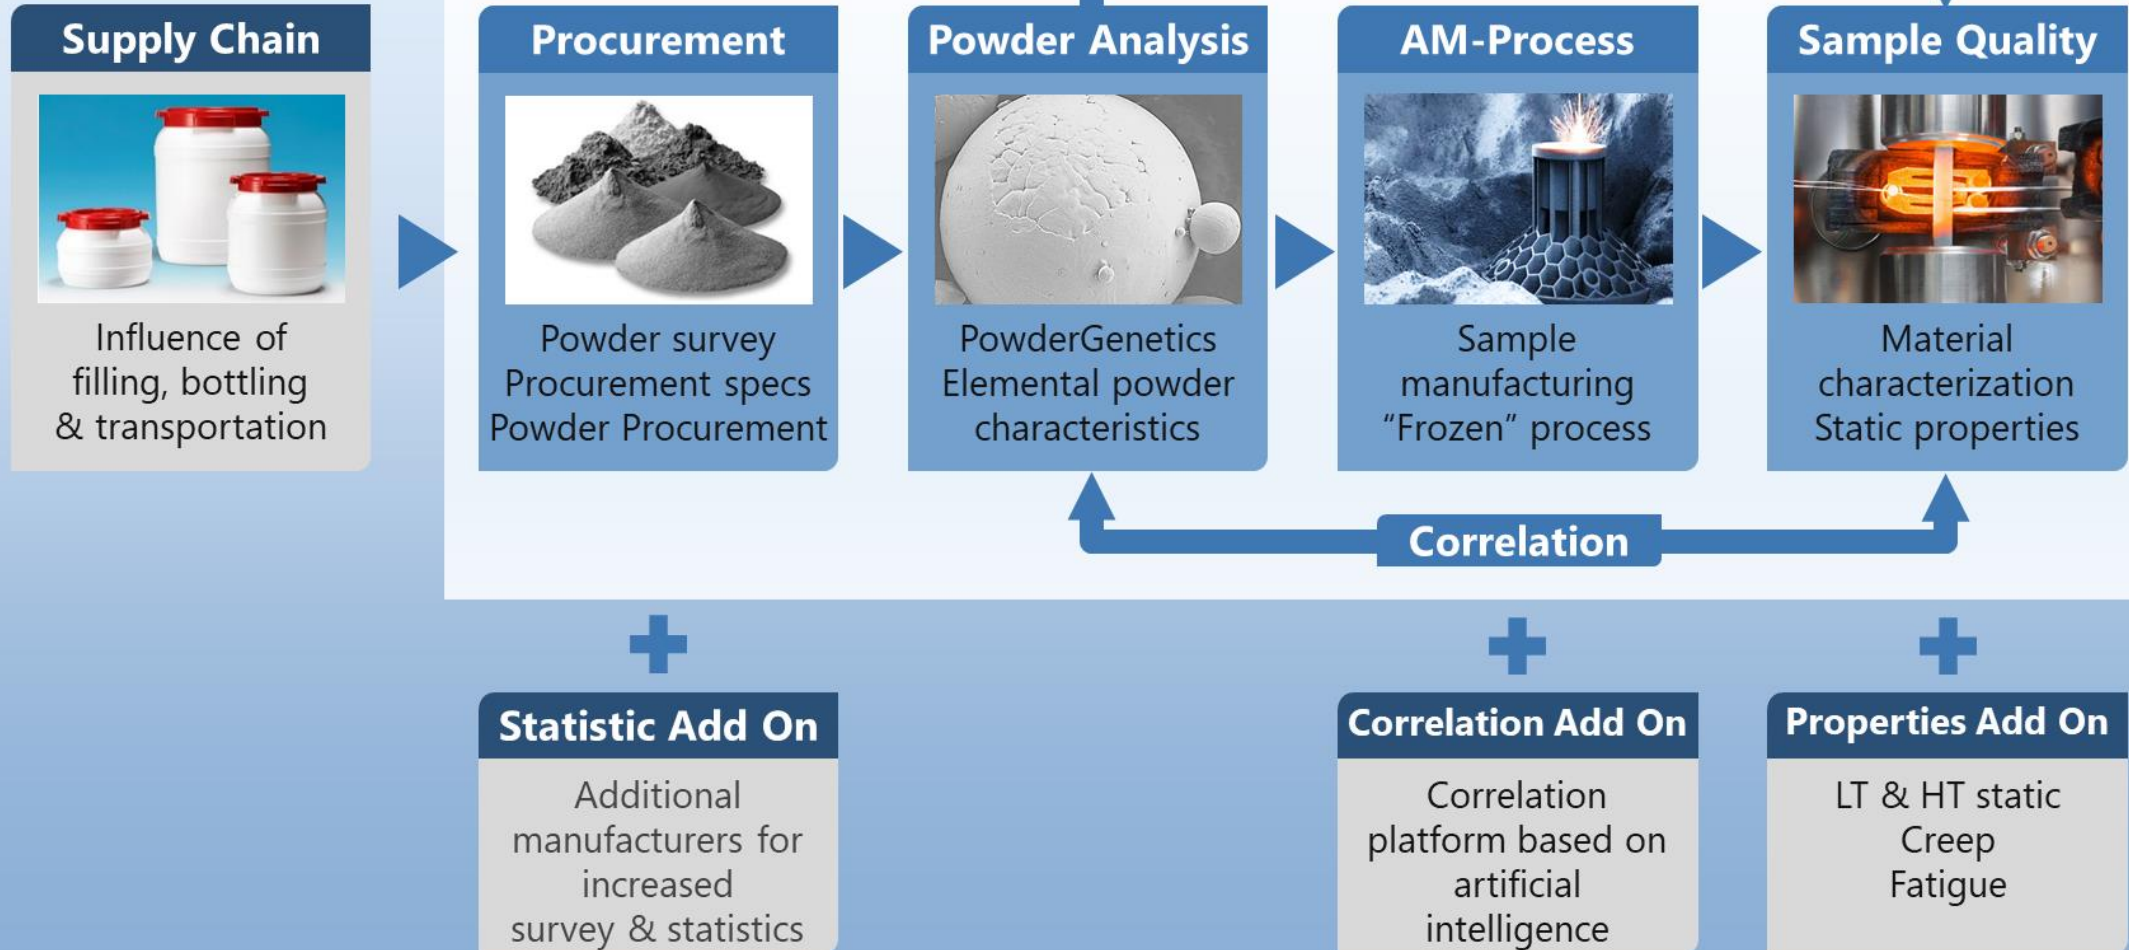 Supply Chain
Influence of
filling, bottling
& transportation
Procurement
Powder survey
Procurement specs
Powder Procurement
Powder Analysis
PowderGenetics
Elemental powder
characteristics
AM-Process
Sample
manufacturing
“Frozen” process
Sample Quality
Material
characterization
Static properties
Correlation
Statistic Add On
Additional
manufacturers for
increased
survey & statistics
Correlation Add On
Correlation
platform based on
artificial
intelligence
Properties Add On
LT & HT static
Creep
Fatigue